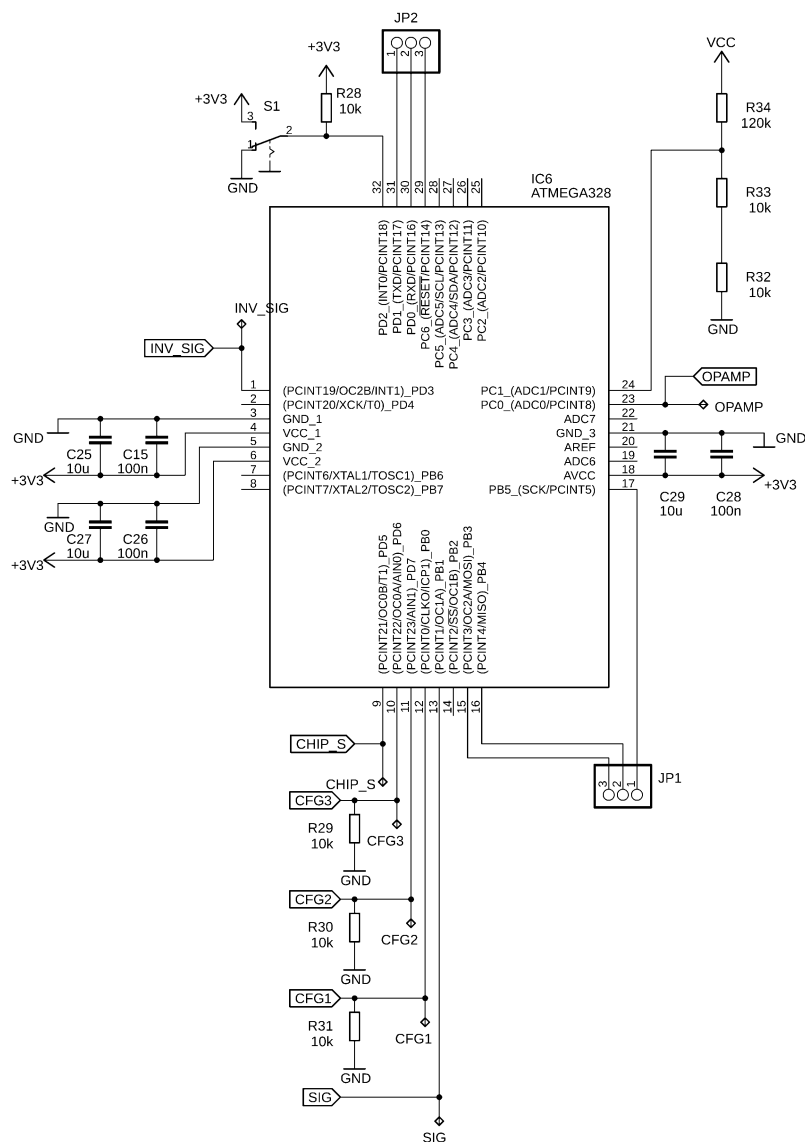 JP2
1
2
3
+3V3
R28
10k
+3V3
S1
3
2
1
GND
VCC
R34
120k
R33
10k
R32
10k
GND
IC6
ATMEGA328
32
31
30
29
28
27
26
25
PD2_(INT0/PCINT18)
PD1_(TXD/PCINT17)
PD0_(RXD/PCINT16)
PC6_(RESET/PCINT14)
PC5_(ADC5/SCL/PCINT13)
PC4_(ADC4/SDA/PCINT12)
PC3_(ADC3/PCINT11)
PC2_(ADC2/PCINT10)
INV_SIG
INV_SIG
1 (PCINT19/OC2B/INT1)_PD3
2 (PCINT20/XCK/T0)_PD4
3 GND_1
4 VCC_1
5 GND_2
6 VCC_2
7 (PCINT6/XTAL1/TOSC1)_PB6
8 (PCINT7/XTAL2/TOSC2)_PB7
PC1_(ADC1/PCINT9) 24
PC0_(ADC0/PCINT8) 23
ADC7 22
GND_3 21
AREF 20
ADC6 19
AVCC 18
PB5_(SCK/PCINT5) 17
OPAMP
OPAMP
GND
C25
10u
C15
100n
+3V3
GND
C27
10u
C26
100n
+3V3
GND
+3V3
C29
10u
C28
100n
(PCINT21/OC0B/T1)_PD5
(PCINT22/OC0A/AIN0)_PD6
(PCINT23/AIN1)_PD7
(PCINT0/CLKO/ICP1)_PB0
(PCINT1/OC1A)_PB1
(PCINT2/SS/OC1B)_PB2
(PCINT3/OC2A/MOSI)_PB3
(PCINT4/MISO)_PB4
9
10
11
12
13
14
15
16
CHIP_S
CHIP_S
JP1
3
2
1
CFG3
R29
10k
CFG3
GND
CFG2
R30
10k
CFG2
GND
CFG1
R31
10k
CFG1
GND
SIG
SIG